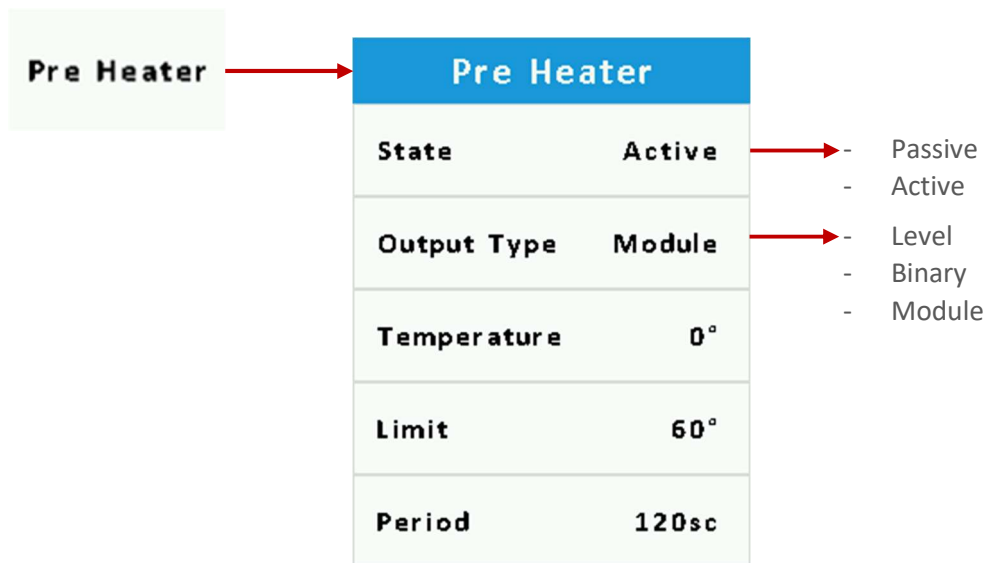 Pre Heater
Pre Heater
State Active
- Passive
- Active
Output Type Module
- Level
- Binary
- Module
Temperature 0°
Limit 60°
Period 120sc